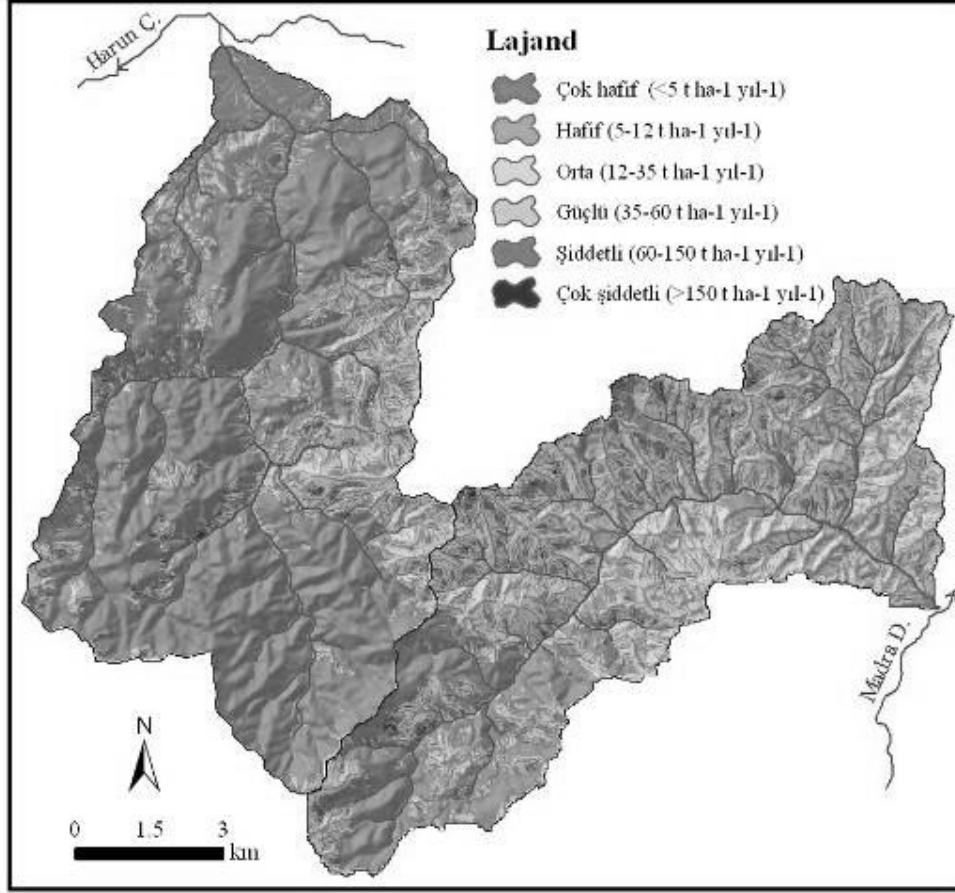 Harun Ç.
Lajand
Çok hafif (<5 t ha-1 yıl-1)
Hafif (5-12 t ha-1 yıl-1)
Orta (12-35 t ha-1 yıl-1)
Güçlü (35-60 t ha-1 yıl-1)
Şiddetli (60-150 t ha-1 yıl-1)
Çok şiddetli (>150 t ha-1 yıl-1)
Madra D.
N
0 1.5 3
km